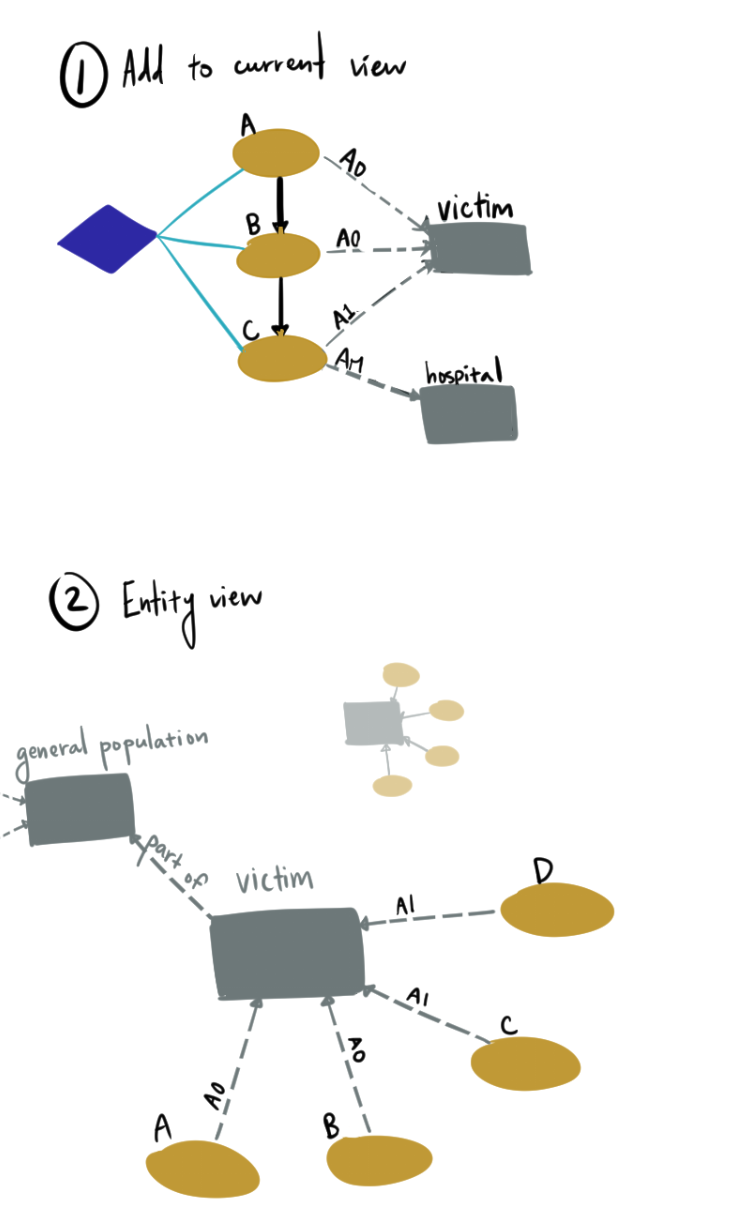 1 Add to current view
A
A0
victim
B
A0
C
A1
AM
hospital
2 Entity view
general population
part of
victim
D
A1
A1
C
A0
A0
A
B